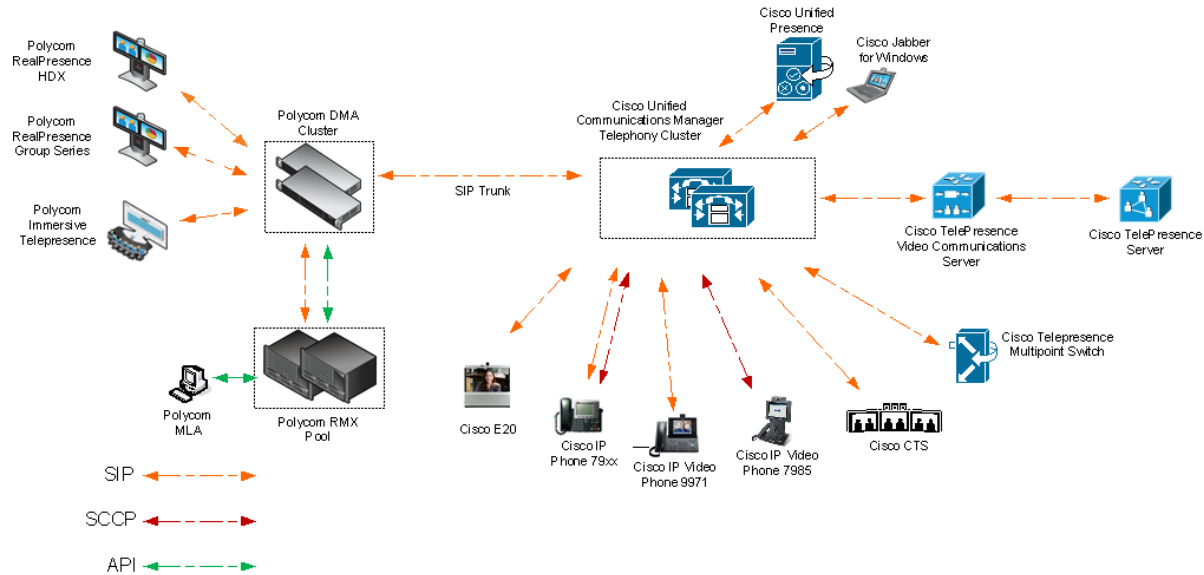 Polycom
RealPresence
HDX
Polycom
RealPresence
Group Series
Polycom
Immersive
Telepresence
Polycom DMA
Cluster
SIP Trunk
Cisco Unified
Communications Manager
Telephony Cluster
Cisco Unified
Presence
Cisco Jabber
for Windows
Cisco TelePresence
Video Communications
Server
Cisco TelePresence
Server
Cisco Telepresence
Multipoint Switch
Polycom
MLA
Polycom RMX
Pool
Cisco E20
Cisco IP
Phone 79xx
Cisco IP Video
Phone 9971
Cisco IP Video
Phone 7985
Cisco CTS
SIP
SCCP
API